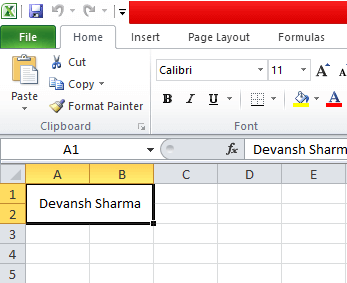 File Home Insert Page Layout Formulas
Cut
Calibri 11 A A
Copy
Paste
Format Painter
B I U A
Clipboard Font
A1 fx Devansh Sharm
A B C D E
1
Devansh Sharma
2
3
4
5